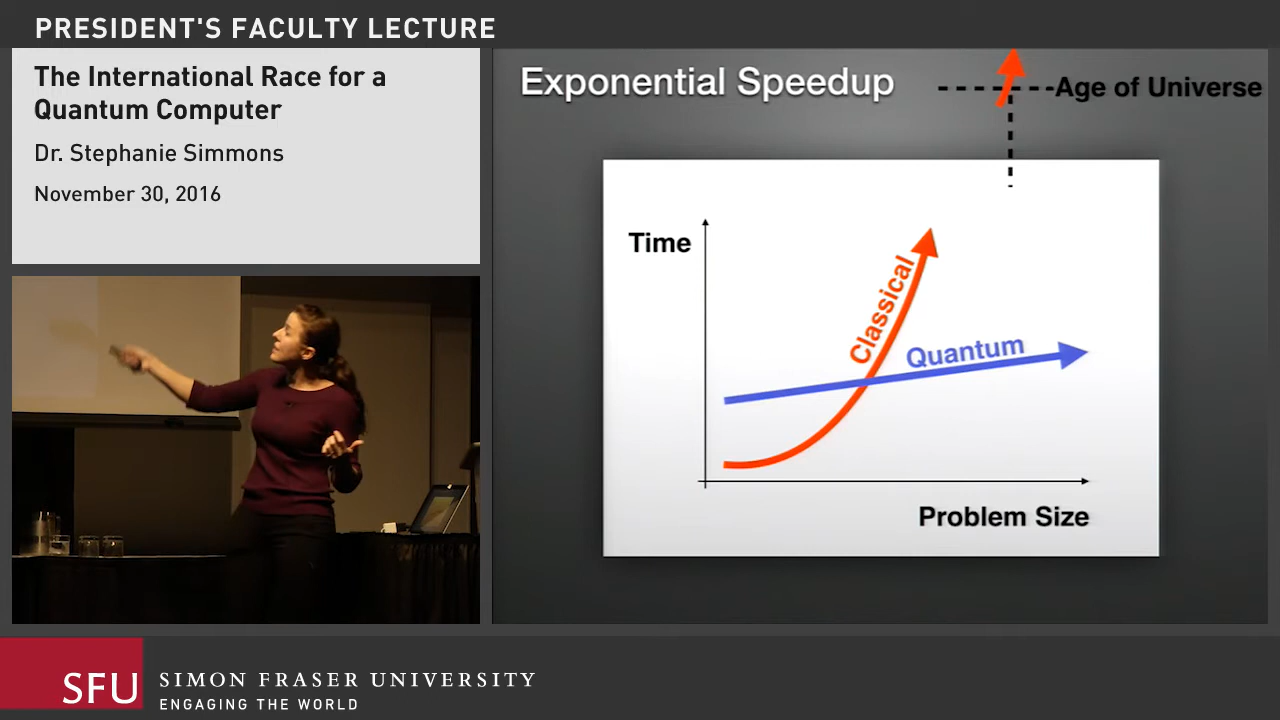 PRESIDENT'S FACULTY LECTURE
The International Race for a
Quantum Computer
Dr. Stephanie Simmons
November 30, 2016
Exponential Speedup
Age of Universe
Time
Classical
Quantum
Problem Size
SFU
SIMON FRASER UNIVERSITY
ENGAGING THE WORLD